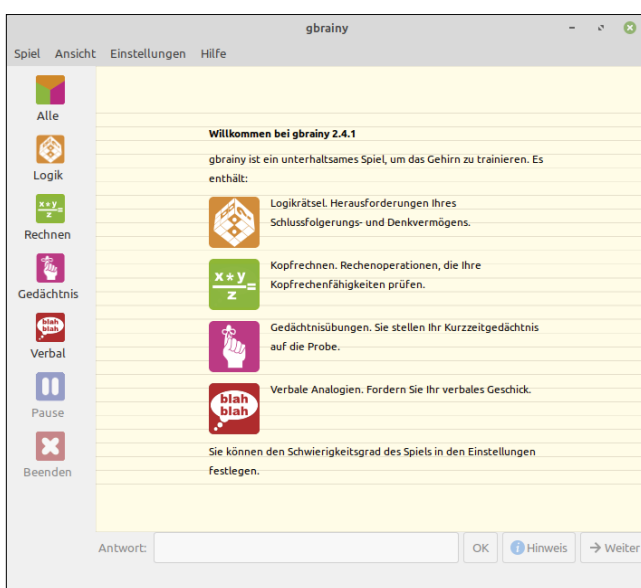 gbrainy
Spiel Ansicht Einstellungen Hilfe
Alle
Logik
x*y
z =
Rechnen
Gedächtnis
blah
blah
Verbal
Pause
Beenden
Willkommen bei gbrainy 2.4.1
gbrainy ist ein unterhaltsames Spiel, um das Gehirn zu trainieren. Es
enthält:
Logikrätsel. Herausforderungen Ihres
Schlussfolgerungs- und Denkvermögens.
x*y
z =
Kopfrechnen. Rechenoperationen, die Ihre
Kopfrechenfähigkeiten prüfen.
Gedächtnisübungen. Sie stellen Ihr Kurzzeitgedächtnis
auf die Probe.
blah
blah
Verbale Analogien. Fordern Sie Ihr verbales Geschick.
Sie können den Schwierigkeitsgrad des Spiels in den Einstellungen
festlegen.
Antwort: OK Hinweis Weiter